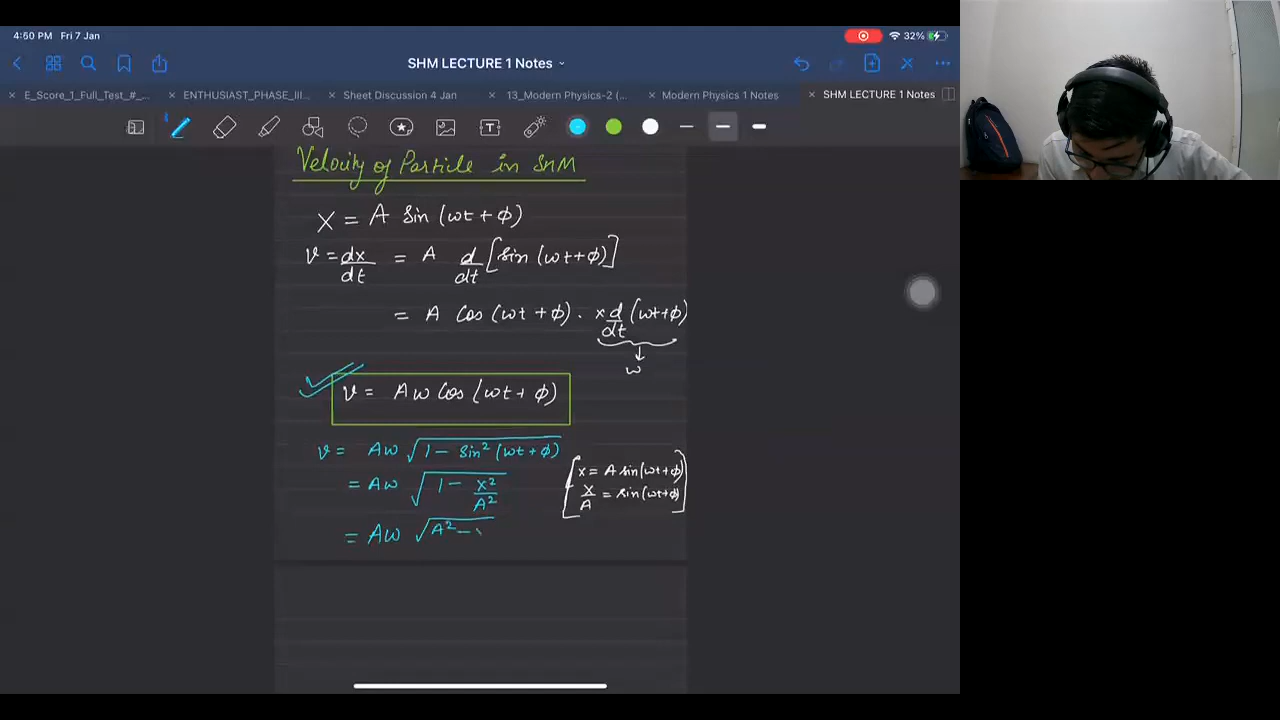 4:50 PM Fri 7 Jan
32%
SHM LECTURE 1 Notes
E_Score_1_Full_Test_#_...
ENTHUSIAST_PHASE_III...
Sheet Discussion 4 Jan
13_Modern Physics-2 (...
Modern Physics 1 Notes
SHM LECTURE 1 Notes
Velocity of Particle in SHM
X = A Sin (ωt + ϕ)
v = dx/dt = A d/dt [sin (ωt+ϕ)]
= A Cos (ωt + ϕ) . x d/dt (ωt+ϕ)
ω
v = Aω Cos (ωt + ϕ)
v = Aω √(1 - sin² (ωt + ϕ))
= Aω √(1 - x²/A²)
[x = A sin(ωt+ϕ)
x/A = sin(ωt+ϕ)]
= Aω √(A² -